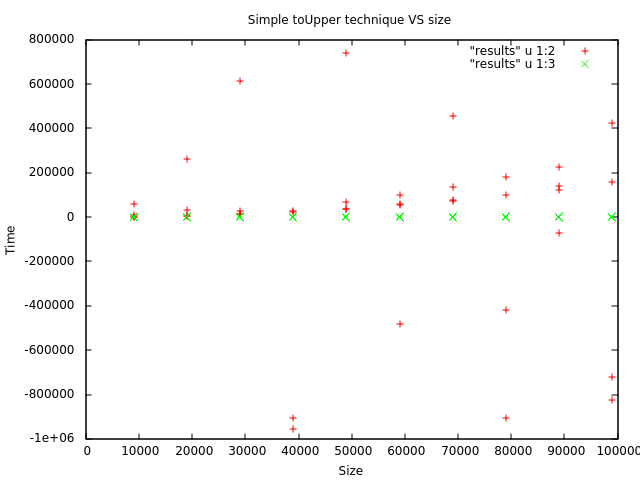 Simple toUpper technique VS size
"results" u 1:2
"results" u 1:3
800000
600000
400000
200000
0
-200000
-400000
-600000
-800000
-1e+06
Time
0 10000 20000 30000 40000 50000 60000 70000 80000 90000 100000
Size